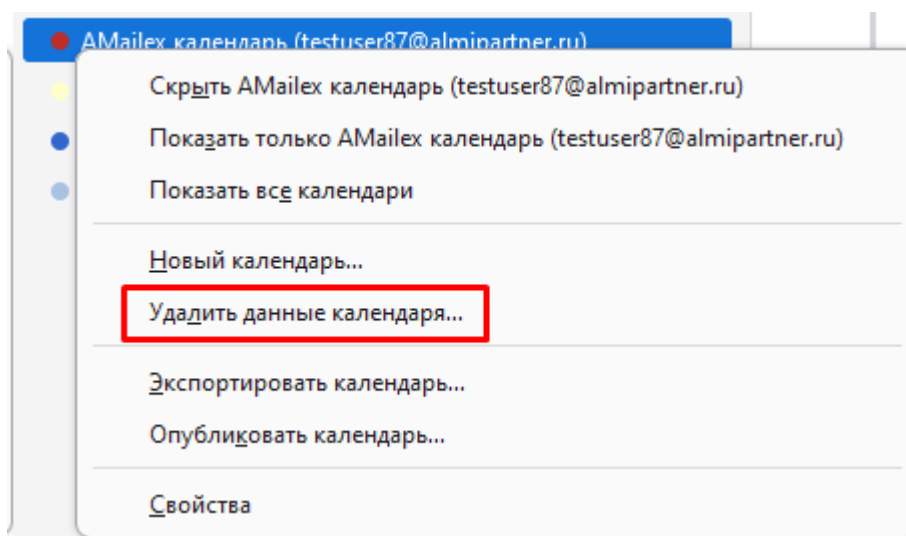 AMailex календарь (testuser87@almipartner.ru)
Скрыть AMailex календарь (testuser87@almipartner.ru)
Показать только AMailex календарь (testuser87@almipartner.ru)
Показать все календари
Новый календарь...
Удалить данные календаря...
Экспортировать календарь...
Опубликовать календарь...
Свойства